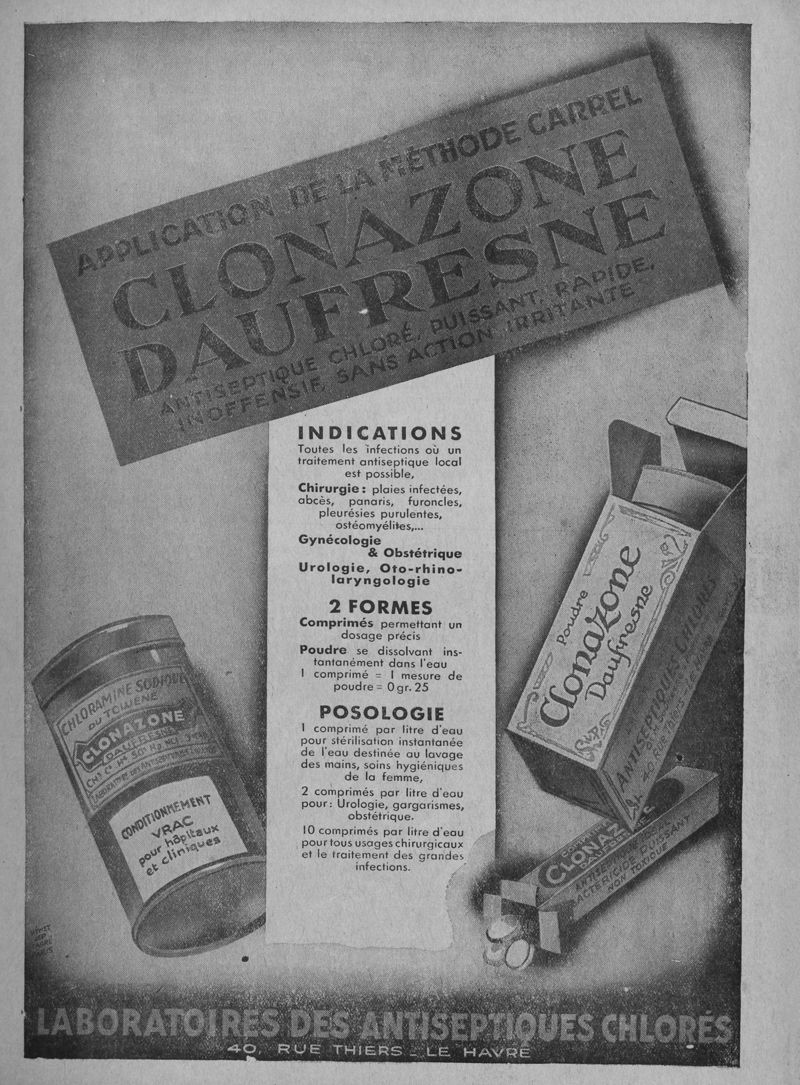 APPLICATION DE LA MÉTHODE CARREL
CLONAZONE
DAUFRESNE
ANTISEPTIQUE CHLORÉ, PUISSANT, RAPIDE,
INOFFENSIF, SANS ACTION IRRITANTE
INDICATIONS
Toutes les infections où un
traitement antiseptique local
est possible,
Chirurgie : plaies infectées,
abcès, panaris, furoncles,
pleurésies purulentes,
ostéomyélites,...
Gynécologie
& Obstétrique
Urologie, Oto-rhino-
laryngologie
2 FORMES
Comprimés permettant un
dosage précis
Poudre se dissolvant ins-
tantanément dans l'eau
1 comprimé = 1 mesure de
poudre = 0 gr. 25
POSOLOGIE
1 comprimé par litre d'eau
pour stérilisation instantanée
de l'eau destinée au lavage
des mains, soins hygiéniques
de la femme,
2 comprimés par litre d'eau
pour : Urologie, gargarismes,
obstétrique.
10 comprimés par litre d'eau
pour tous usages chirurgicaux
et le traitement des grandes
infections.
CHLORAMINE SODIQUE
DU TOLUÈNE
CLONAZONE
DAUFRESNE
CONDITIONNEMENT
VRAC
pour hôpitaux
et cliniques
Poudre
Clonazone
Daufresne
ANTISEPTIQUE CHLORÉ
CLONAZ
ANTISEPTI
BACTÉRICIDE PUISSANT
NON TOXIQUE
LABORATOIRES DES ANTISEPTIQUES CHLORÉS
40, RUE THIERS _ LE HAVRE